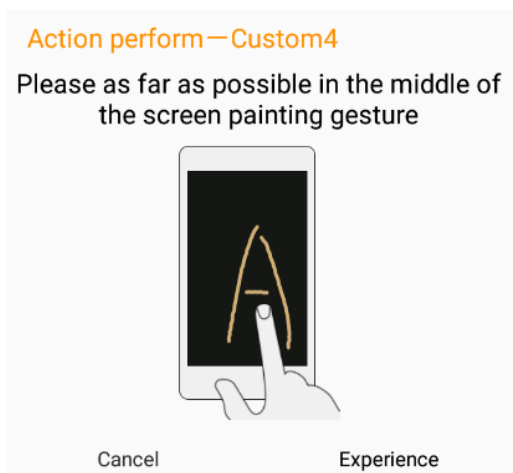 Action perform—Custom4
Please as far as possible in the middle of
the screen painting gesture
A
Cancel
Experience